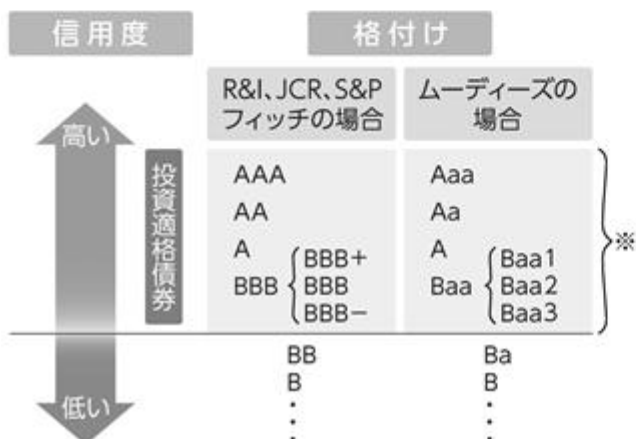 信用度
格付け
R&I、JCR、S&P
フィッチの場合
ムーディーズの
場合
高い
投資適格債券
AAA
Aaa
AA
Aa
A
A
BBB
BBB+
BBB
BBB−
Baa
Baa1
Baa2
Baa3
※
BB
Ba
B
B
低い